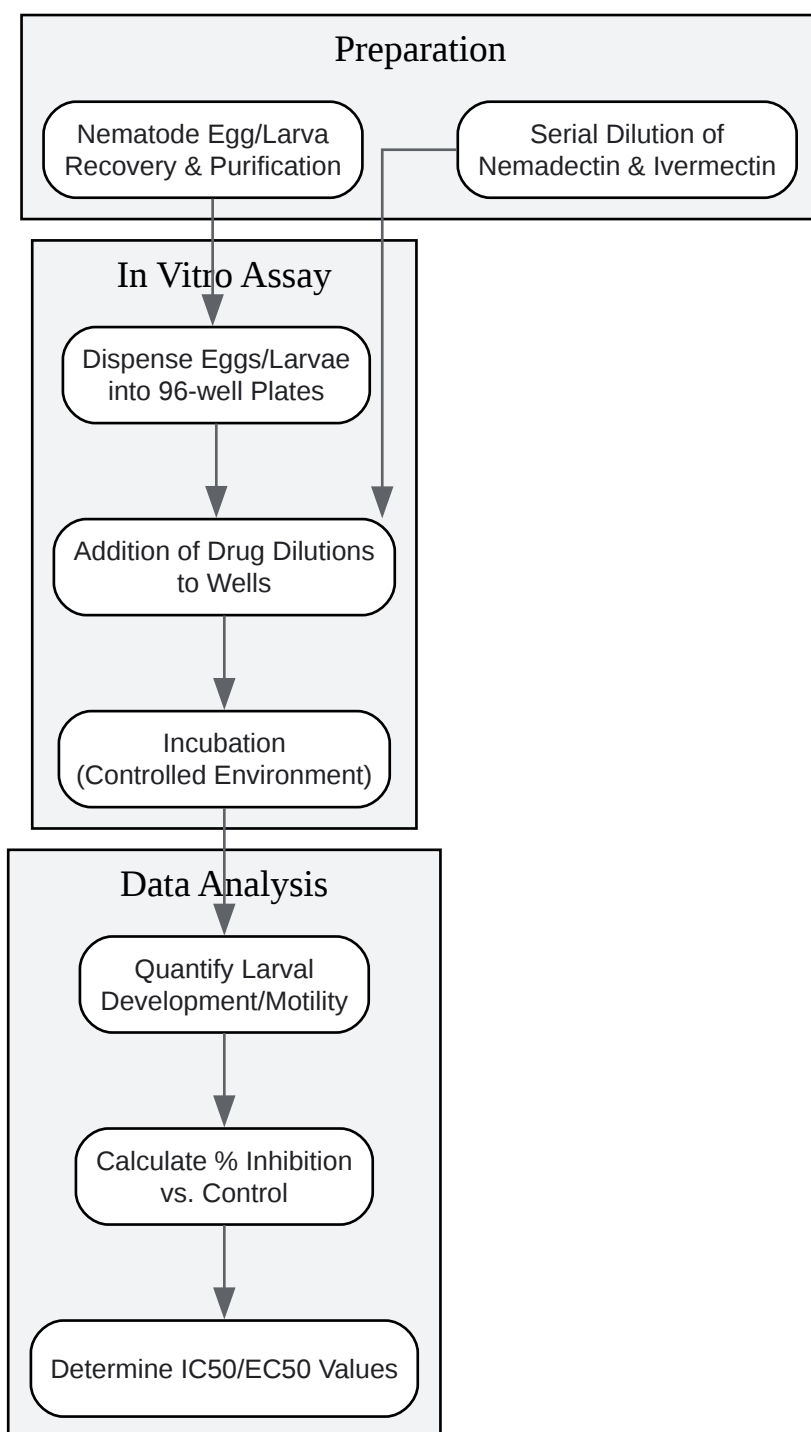 Preparation
Nematode Egg/Larva
Recovery & Purification
Serial Dilution of
Nemadectin & Ivermectin
In Vitro Assay
Dispense Eggs/Larvae
into 96-well Plates
Addition of Drug Dilutions
to Wells
Incubation
(Controlled Environment)
Data Analysis
Quantify Larval
Development/Motility
Calculate % Inhibition
vs. Control
Determine IC50/EC50 Values